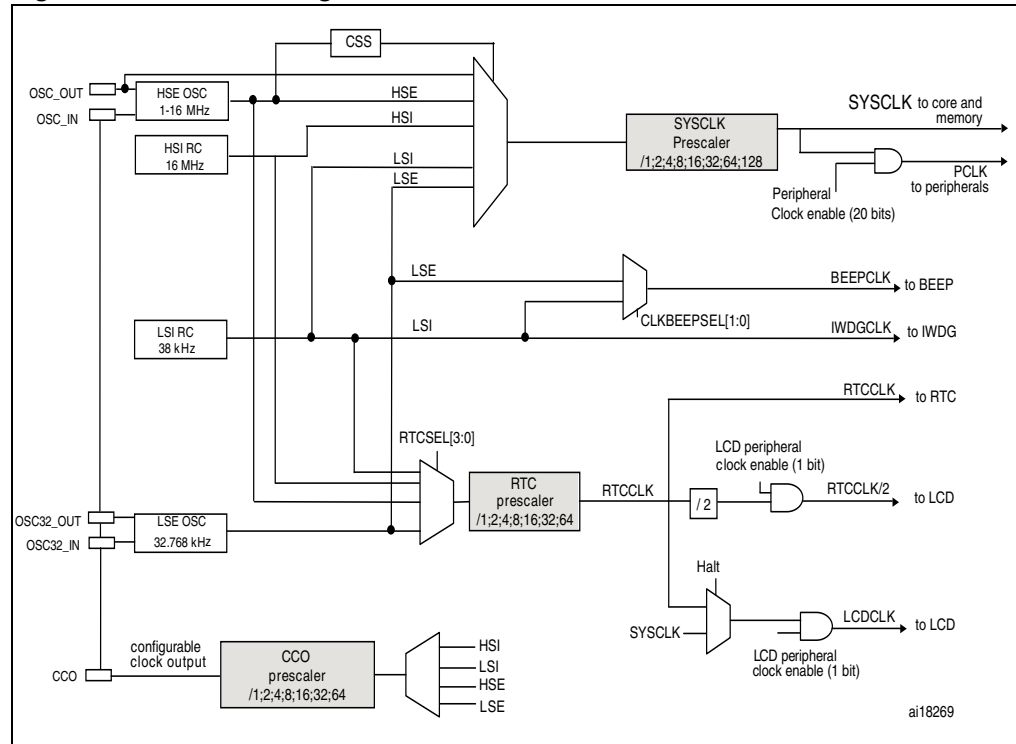 CSS
OSC_OUT
HSE OSC
1-16 MHz
OSC_IN
HSE
HSI
HSI RC
16 MHz
LSI
LSE
SYSCLK
Prescaler
/1;2;4;8;16;32;64;128
SYSCLK to core and
memory
PCLK
to peripherals
Peripheral
Clock enable (20 bits)
LSE
BEEPCLK
to BEEP
CLKBEEPSEL[1:0]
LSI RC
38 kHz
LSI
IWDGCLK
to IWDG
RTCCLK
to RTC
RTCSEL[3:0]
RTC
prescaler
/1;2;4;8;16;32;64
RTCCLK
/ 2
LCD peripheral
clock enable (1 bit)
RTCCLK/2
to LCD
OSC32_OUT
OSC32_IN
LSE OSC
32.768 kHz
Halt
SYSCLK
LCDCLK
to LCD
LCD peripheral
clock enable (1 bit)
CCO
configurable
clock output
CCO
prescaler
/1;2;4;8;16;32;64
HSI
LSI
HSE
LSE
ai18269